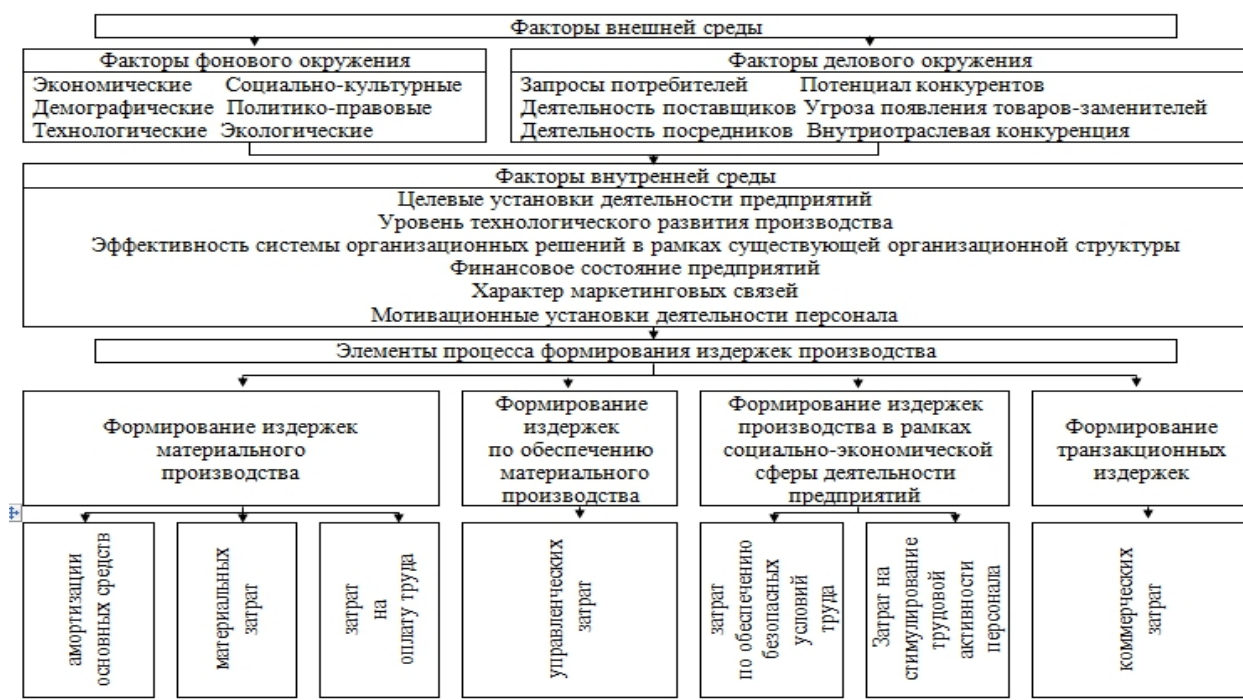 Факторы внешней среды
Факторы фонового окружения
Экономические Социально-культурные
Демографические Политико-правовые
Технологические Экологические
Факторы делового окружения
Запросы потребителей Потенциал конкурентов
Деятельность поставщиков Угроза появления товаров-заменителей
Деятельность посредников Внутриотраслевая конкуренция
Факторы внутренней среды
Целевые установки деятельности предприятий
Уровень технологического развития производства
Эффективность системы организационных решений в рамках существующей организационной структуры
Финансовое состояние предприятий
Характер маркетинговых связей
Мотивационные установки деятельности персонала
Элементы процесса формирования издержек производства
Формирование издержек
материального
производства
Формирование
издержек
по обеспечению
материального
производства
Формирование издержек
производства в рамках
социально-экономической
сферы деятельности
предприятий
Формирование
транзакционных
издержек
амортизации
основных средств
материальных
затрат
затрат
на
оплату труда
управленческих
затрат
затрат
по обеспечению
безопасных
условий
труда
Затрат на
стимулирование
трудовой
активности
персонала
коммерческих
затрат